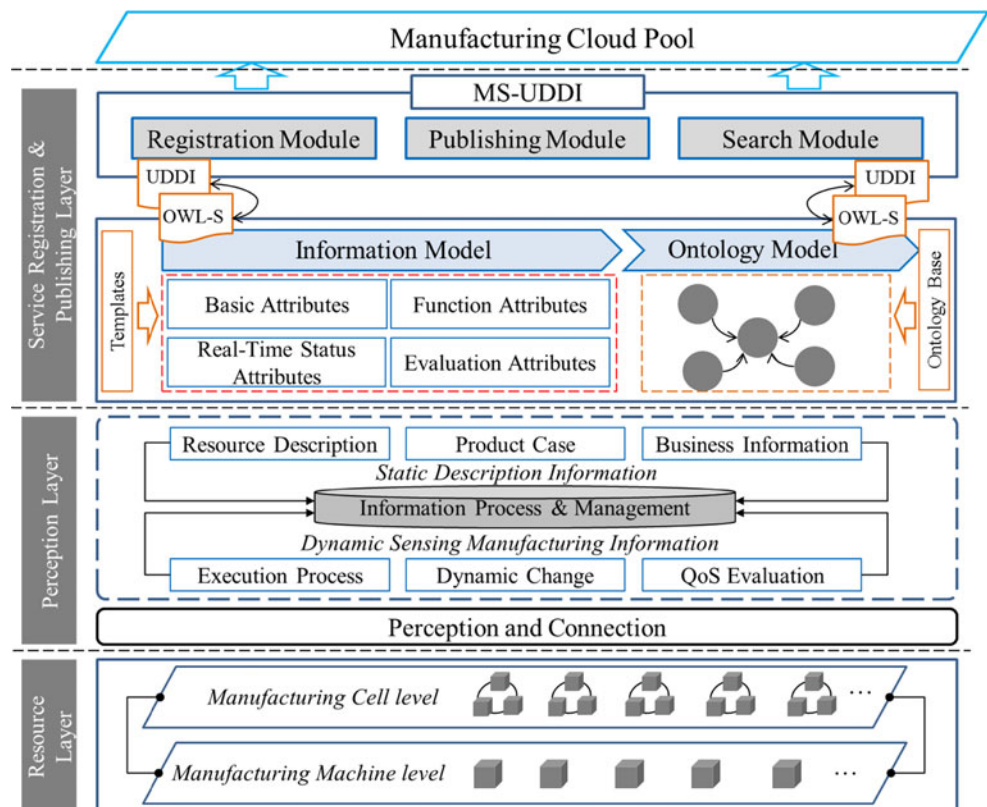 Manufacturing Cloud Pool
Service Registration &
Publishing Layer
MS-UDDI
Registration Module
Publishing Module
Search Module
UDDI
OWL-S
UDDI
OWL-S
Templates
Information Model
Ontology Model
Basic Attributes
Function Attributes
Real-Time Status
Attributes
Evaluation Attributes
Ontology Base
Perception Layer
Resource Description
Product Case
Business Information
Static Description Information
Information Process & Management
Dynamic Sensing Manufacturing Information
Execution Process
Dynamic Change
QoS Evaluation
Perception and Connection
Resource
Layer
Manufacturing Cell level
...
Manufacturing Machine level
...